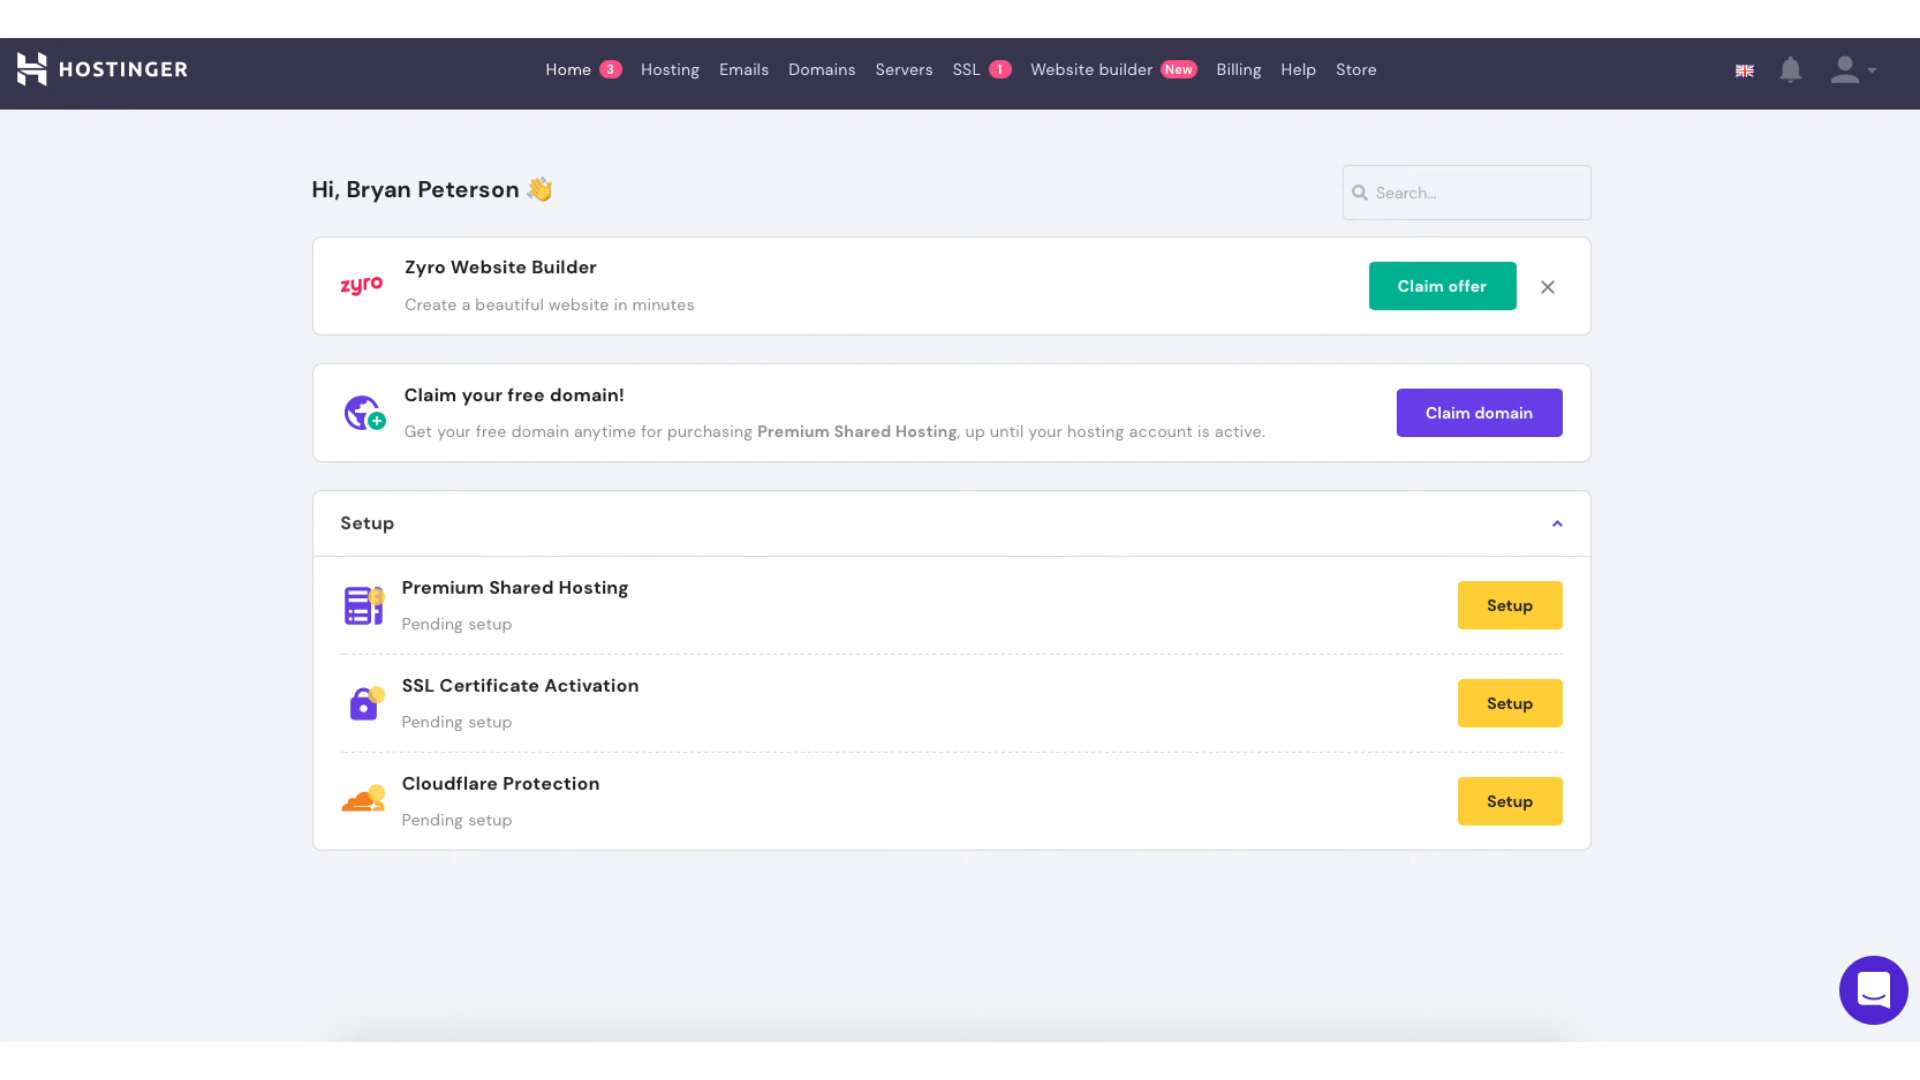 HOSTINGER
Home 3 Hosting Emails Domains Servers SSL 1 Website builder New Billing Help Store
Hi, Bryan Peterson 👋
Search...
zyro
Zyro Website Builder
Create a beautiful website in minutes
Claim offer
Claim your free domain!
Get your free domain anytime for purchasing Premium Shared Hosting, up until your hosting account is active.
Claim domain
Setup
Premium Shared Hosting
Pending setup
Setup
SSL Certificate Activation
Pending setup
Setup
Cloudflare Protection
Pending setup
Setup